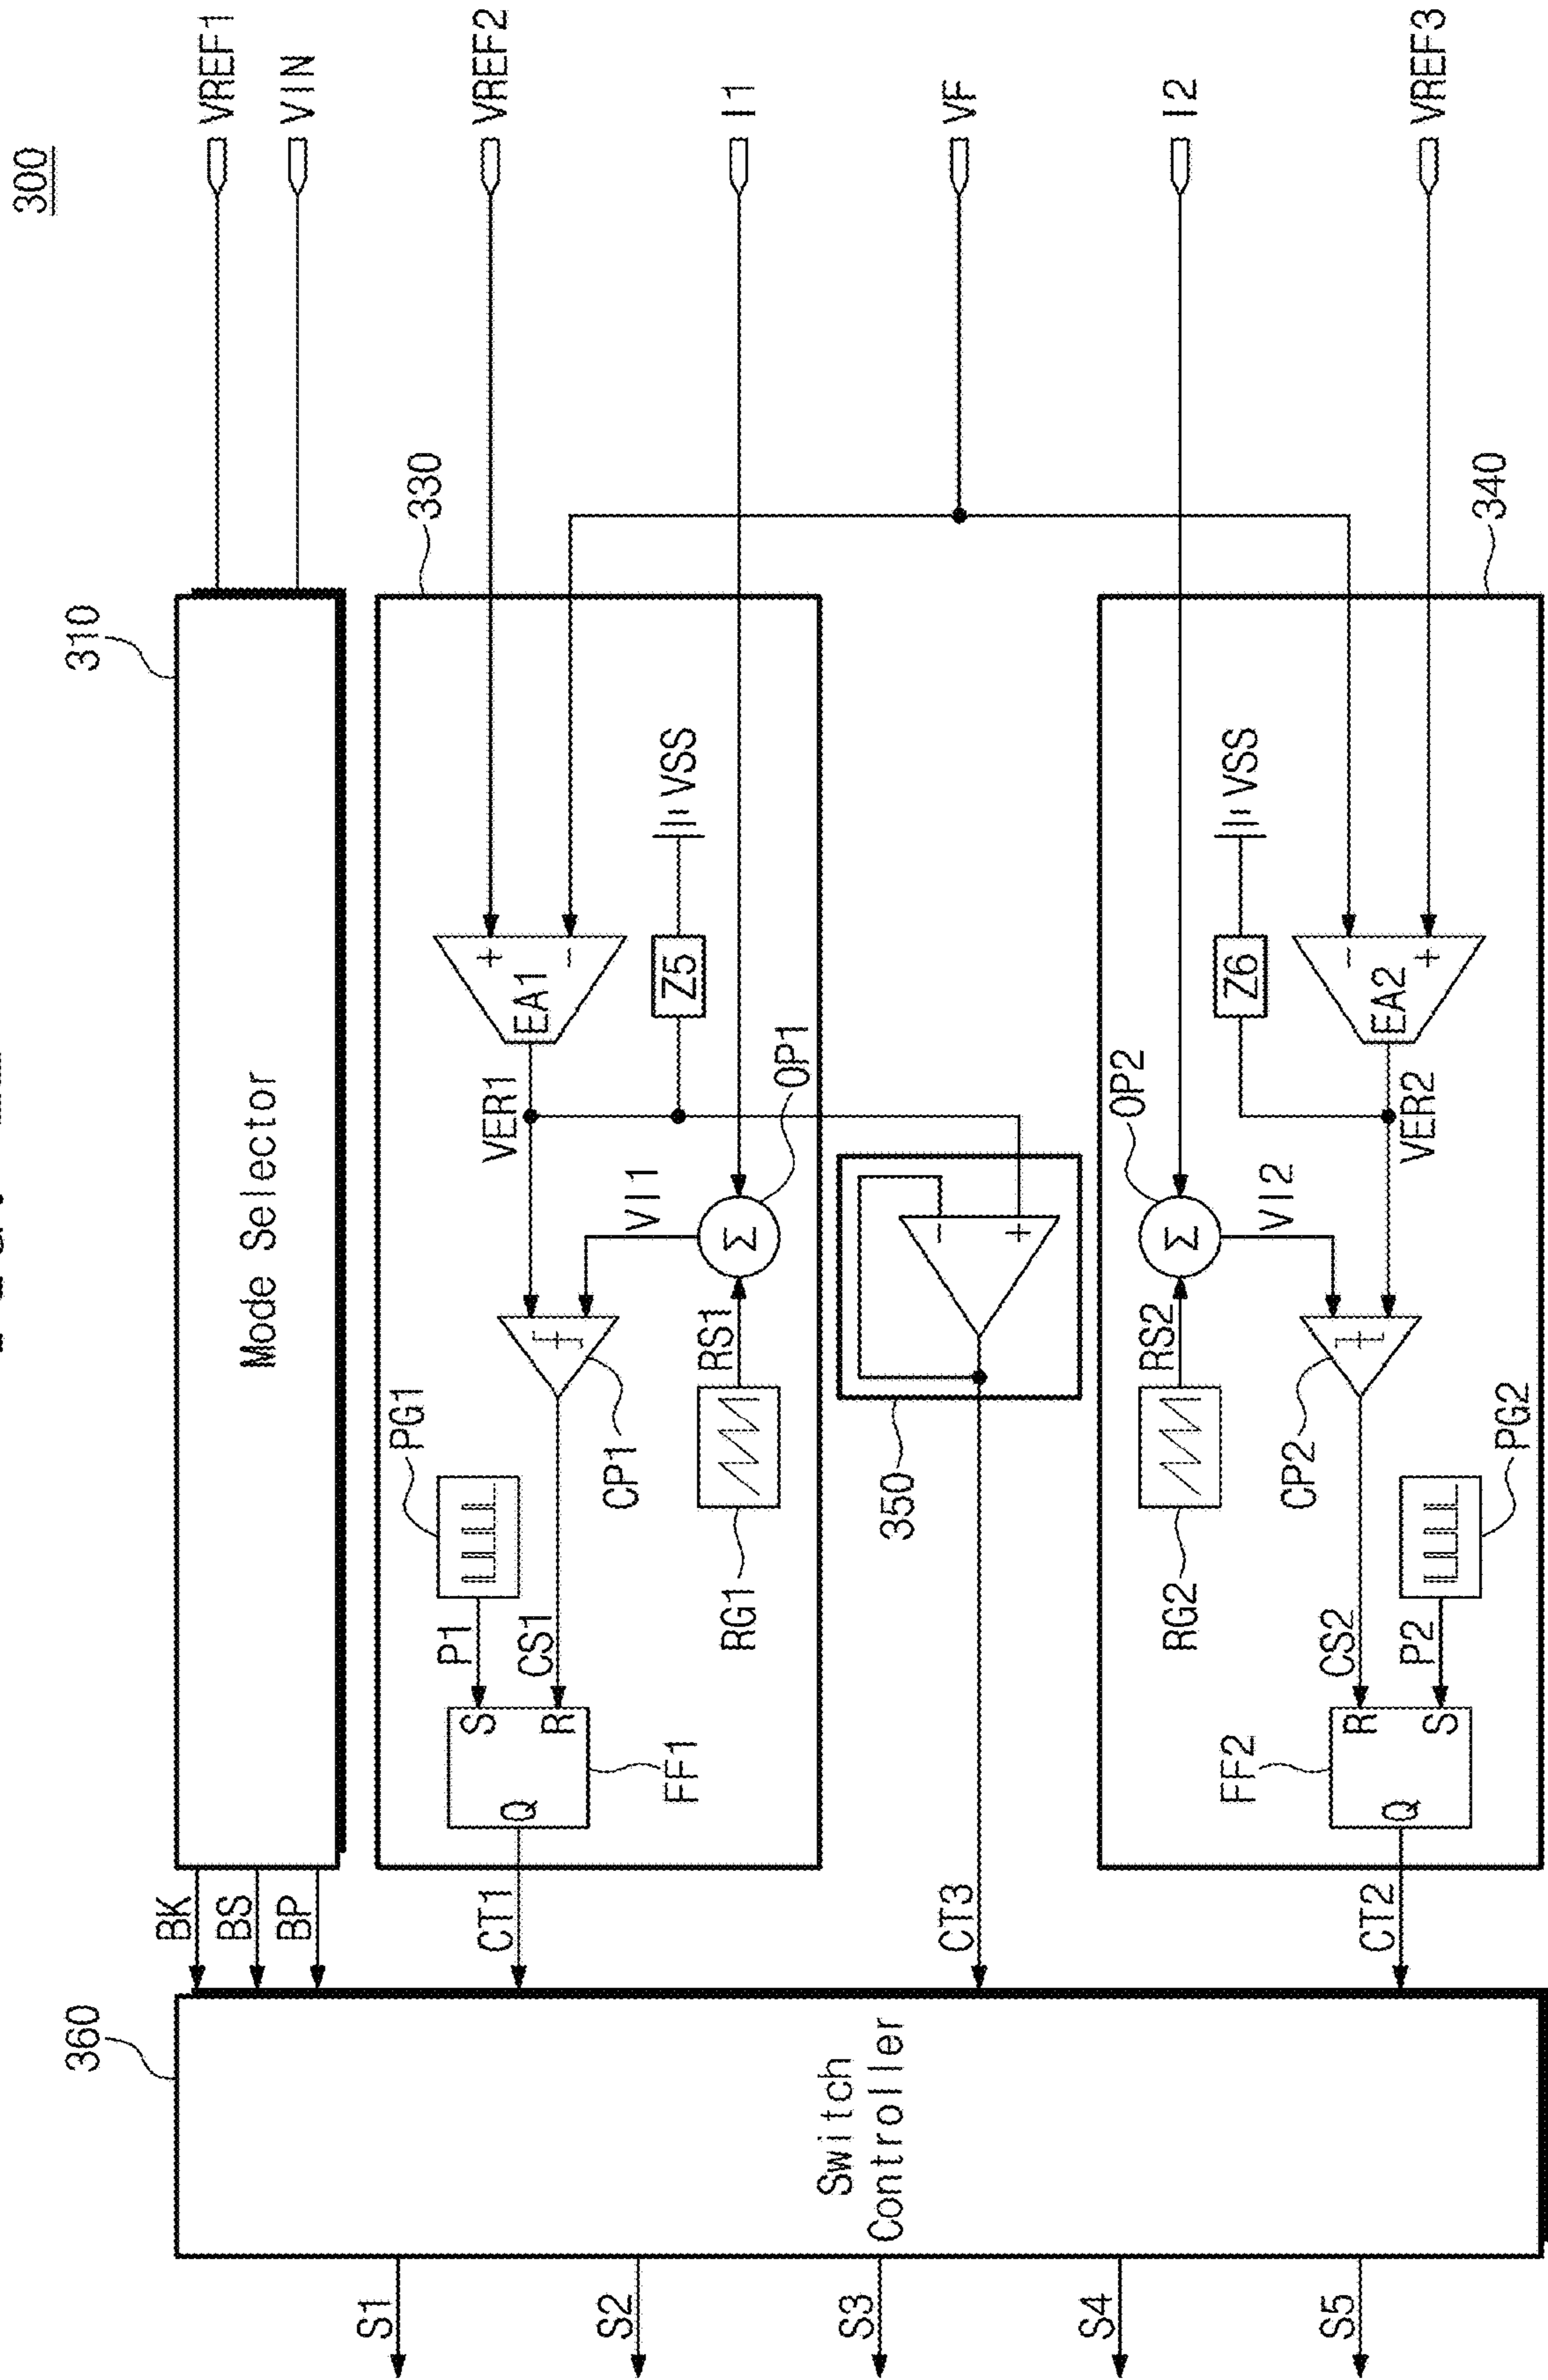 300
VREF1
VIN
VREF2
I1
VF
I2
VREF3
310
Mode Selector
330
+
−
EA1
VER1
Z5
VSS
VI1
OP1
Σ
RS1
RG1
CP1
PG1
P1
CS1
S
R
Q
FF1
350
−
+
340
OP2
Σ
VI2
RS2
RG2
Z6
VSS
−
+
EA2
VER2
CP2
PG2
P2
CS2
R
S
Q
FF2
BK
BS
BP
CT1
CT3
CT2
360
Switch
Controller
S1
S2
S3
S4
S5